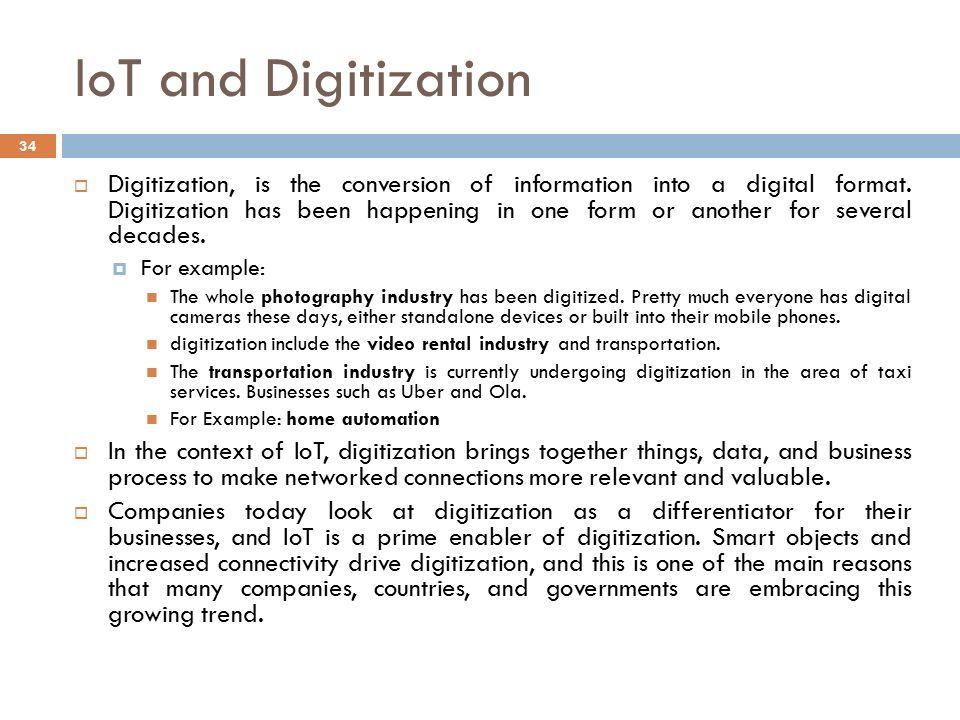 IoT and Digitization
34
Digitization, is the conversion of information into a digital format.
Digitization has been happening in one form or another for several
decades.
For example:
The whole photography industry has been digitized. Pretty much everyone has digital
cameras these days, either standalone devices or built into their mobile phones.
digitization include the video rental industry and transportation.
The transportation industry is currently undergoing digitization in the area of taxi
services. Businesses such as Uber and Ola.
For Example: home automation
In the context of IoT, digitization brings together things, data, and business
process to make networked connections more relevant and valuable.
Companies today look at digitization as a differentiator for their
businesses, and IoT is a prime enabler of digitization. Smart objects and
increased connectivity drive digitization, and this is one of the main reasons
that many companies, countries, and governments are embracing this
growing trend.